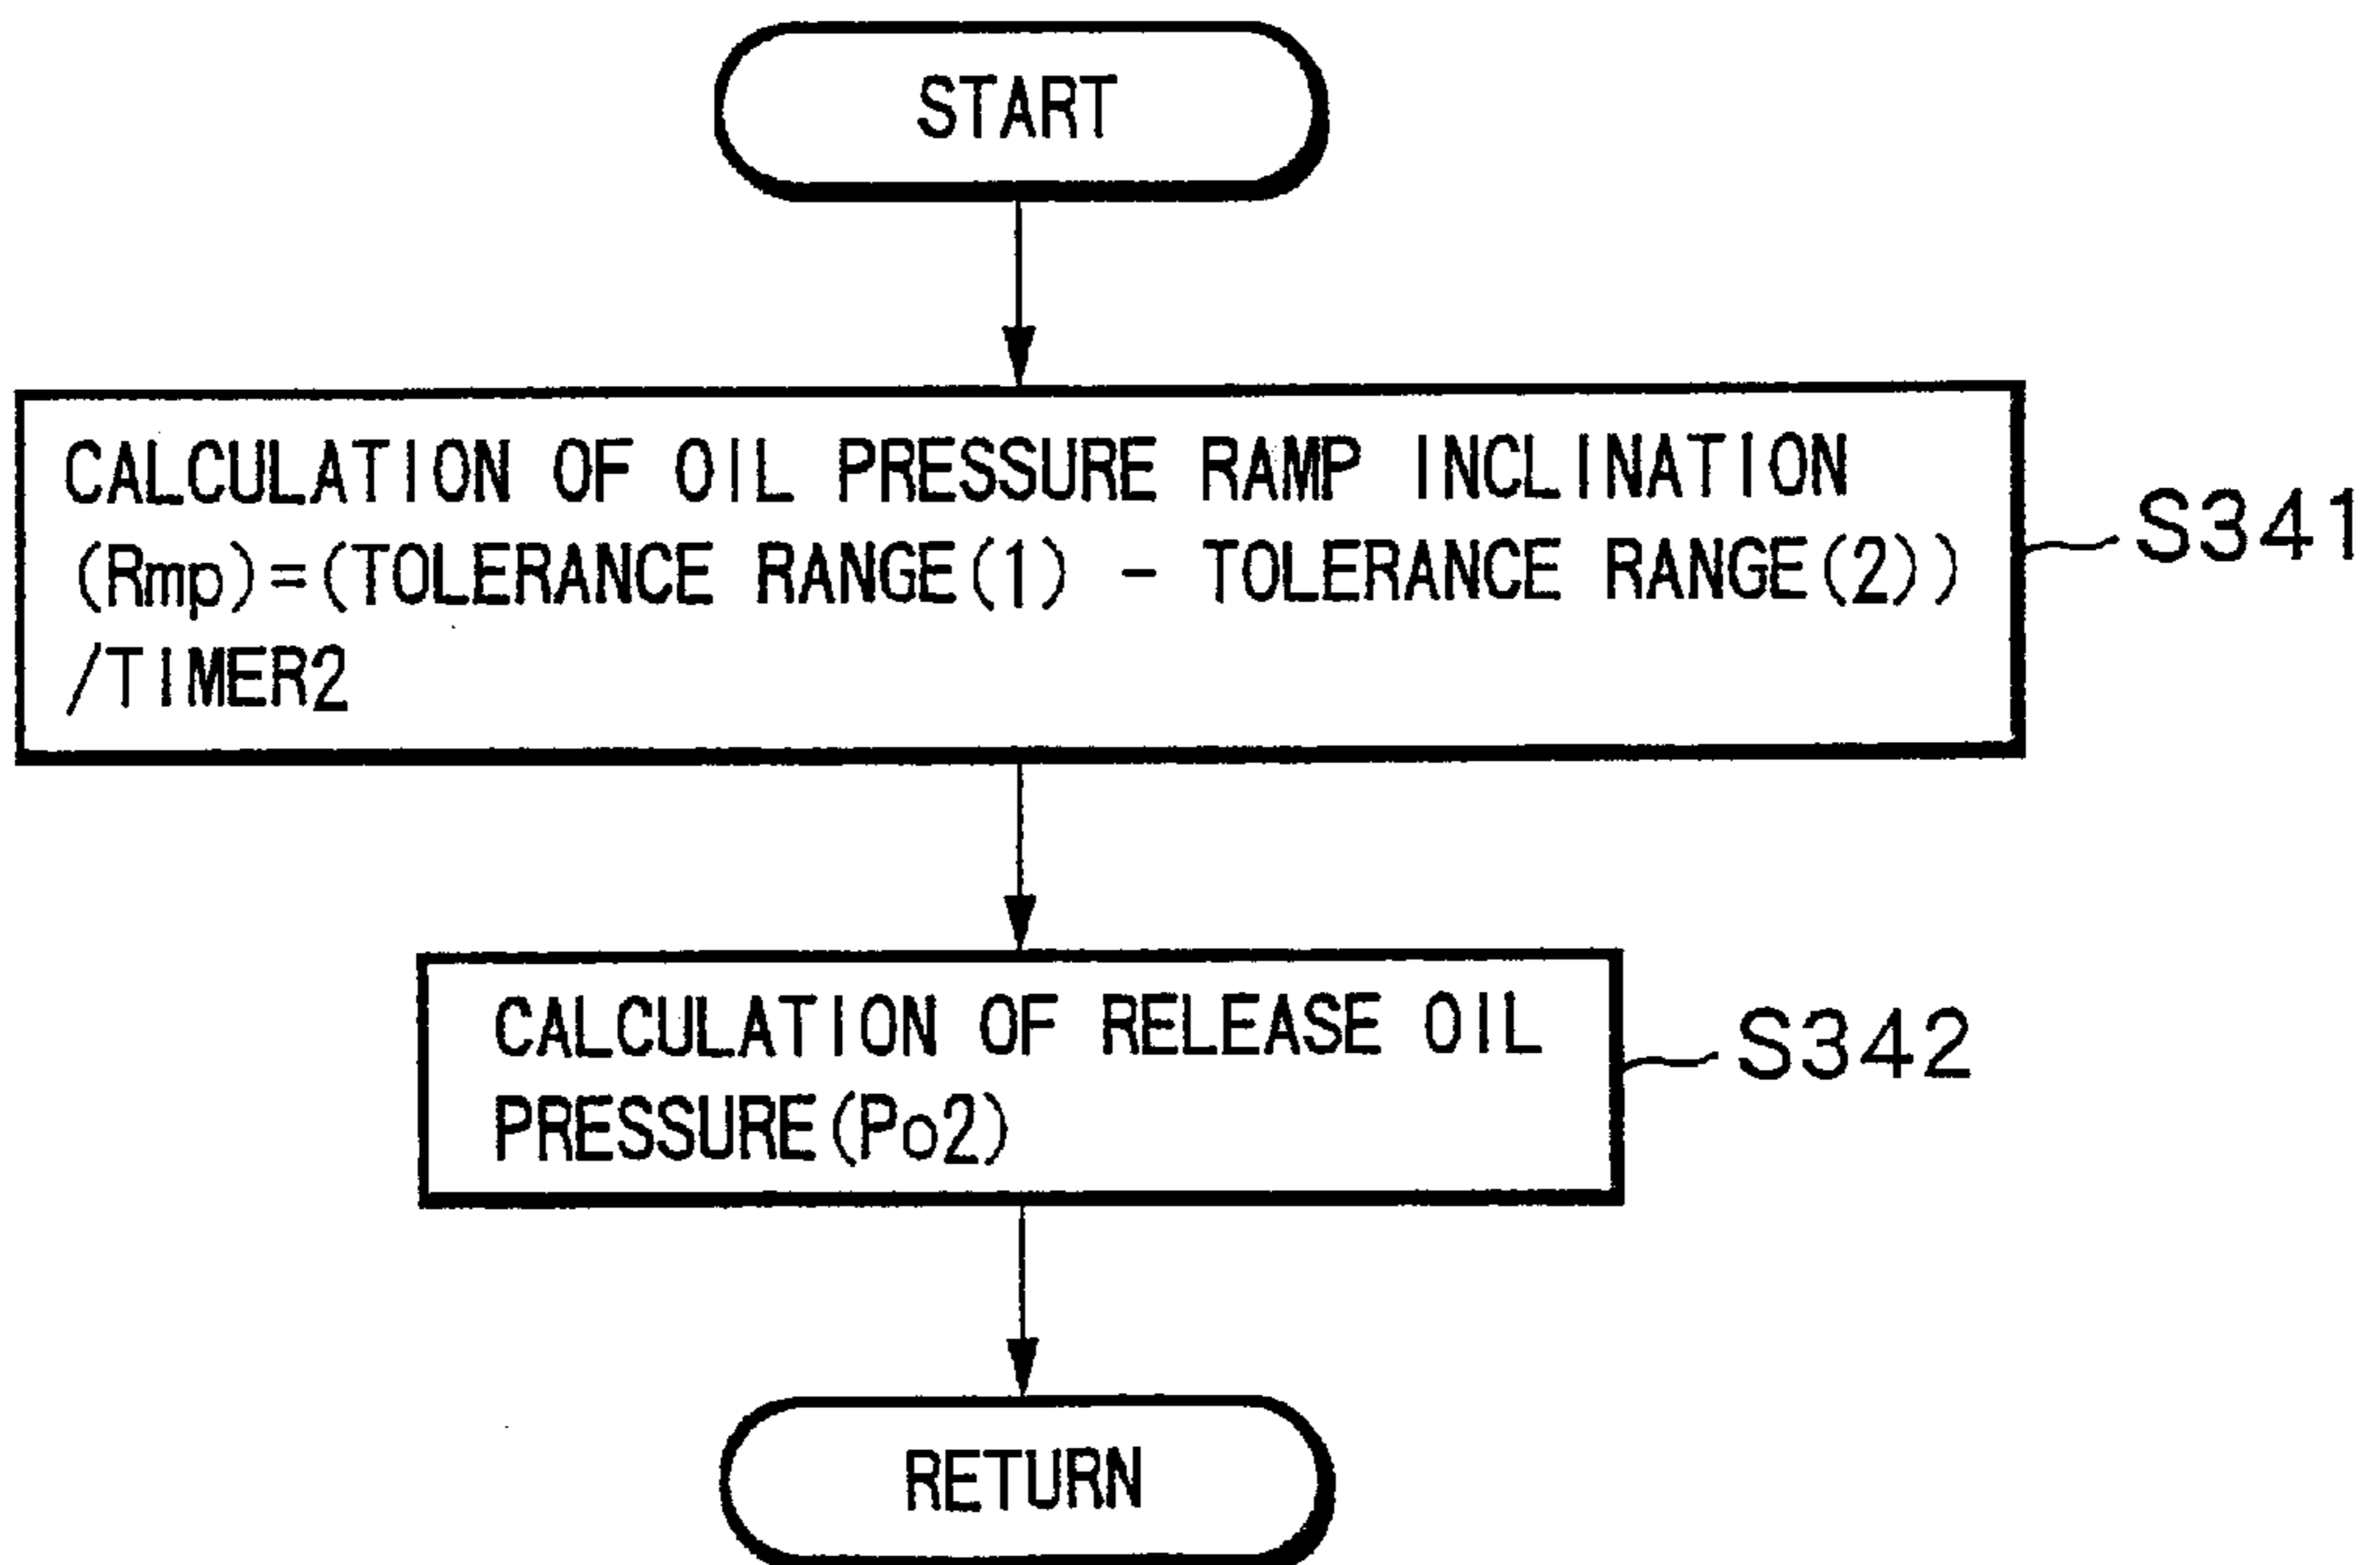 START
CALCULATION OF OIL PRESSURE RAMP INCLINATION
(Rmp)=(TOLERANCE RANGE(1) - TOLERANCE RANGE(2))
/TIMER2
S341
CALCULATION OF RELEASE OIL
PRESSURE(Po2)
S342
RETURN